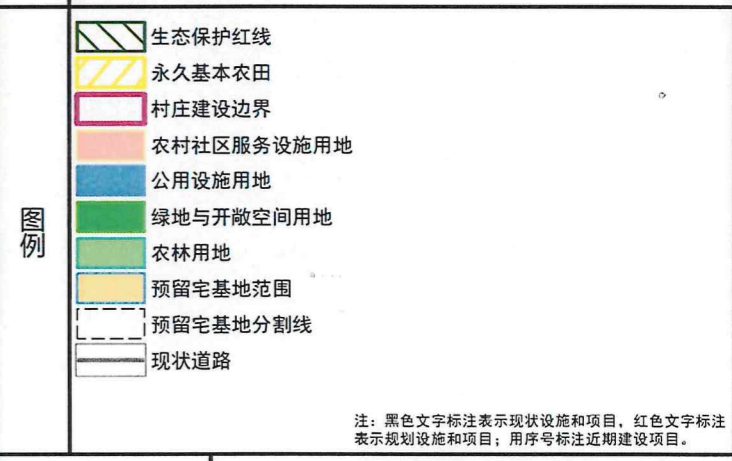 图例
生态保护红线
永久基本农田
村庄建设边界
农村社区服务设施用地
公用设施用地
绿地与开敞空间用地
农林用地
预留宅基地范围
预留宅基地分割线
现状道路
注：黑色文字标注表示现状设施和项目，红色文字标注
表示规划设施和项目；用序号标注近期建设项目。